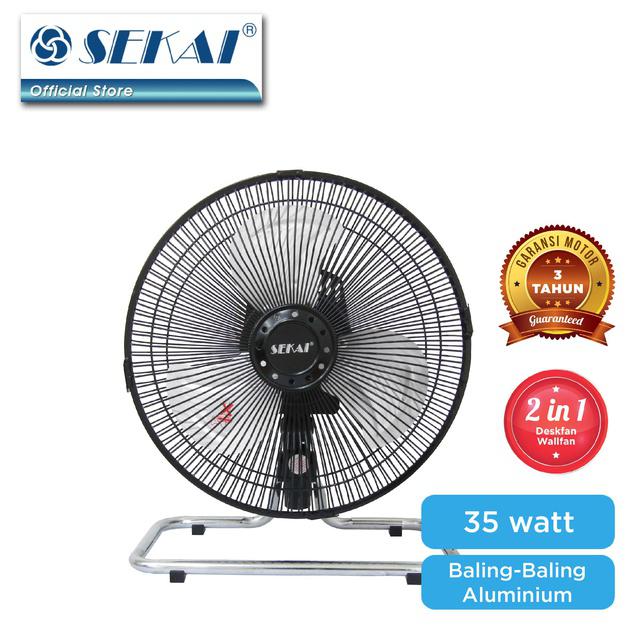 SEKAI®
Official Store
SEKAI
GARANSI MOTOR
3
TAHUN
Guaranteed
2 in 1
Deskfan
Wallfan
35 watt
Baling-Baling
Aluminium